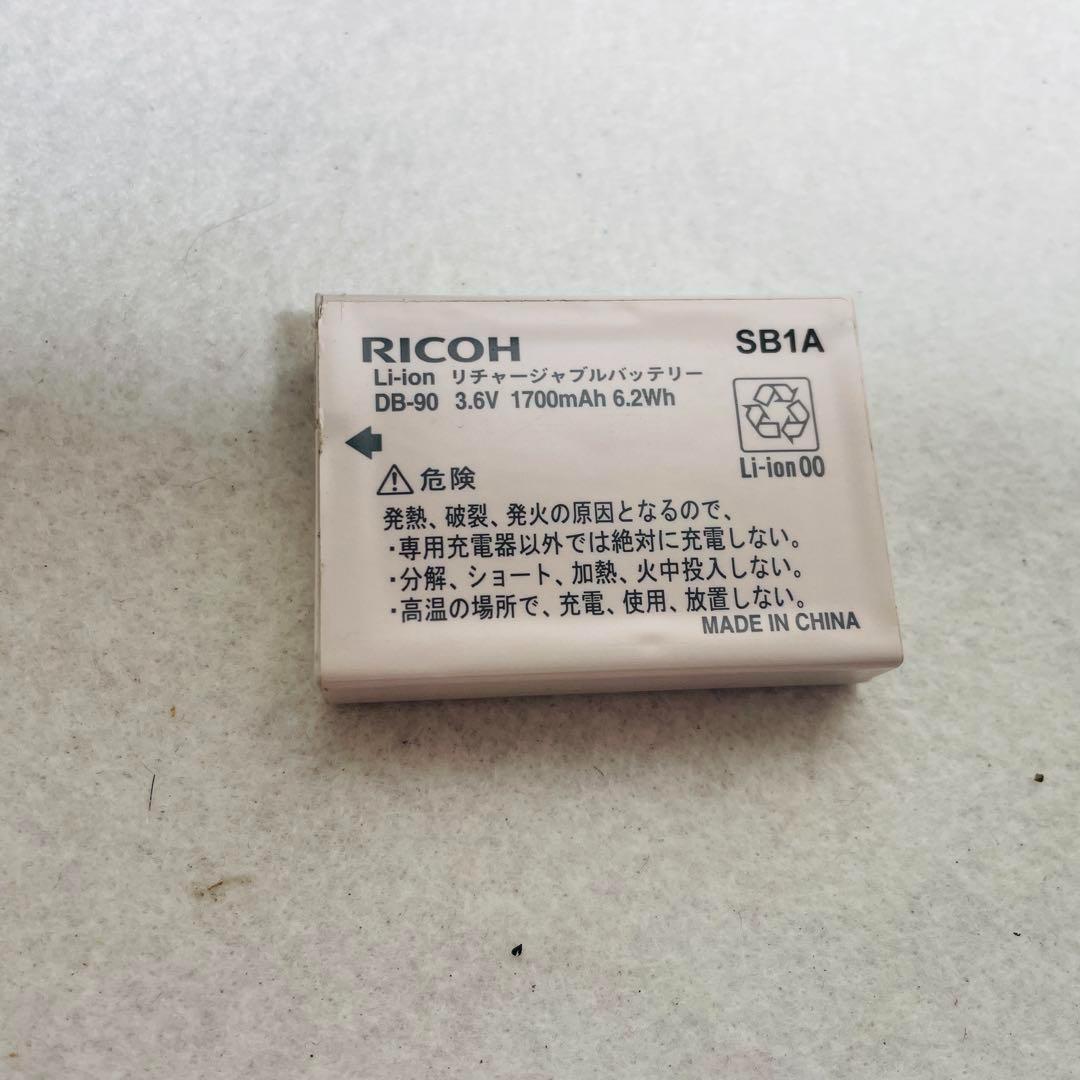 RICOH
SB1A
Li-ion リチャージャブルバッテリー
DB-90 3.6V 1700mAh 6.2Wh
Li-ion 00
危険
発熱、破裂、発火の原因となるので、
・専用充電器以外では絶対に充電しない。
・分解、ショート、加熱、火中投入しない。
・高温の場所で、充電、使用、放置しない。
MADE IN CHINA